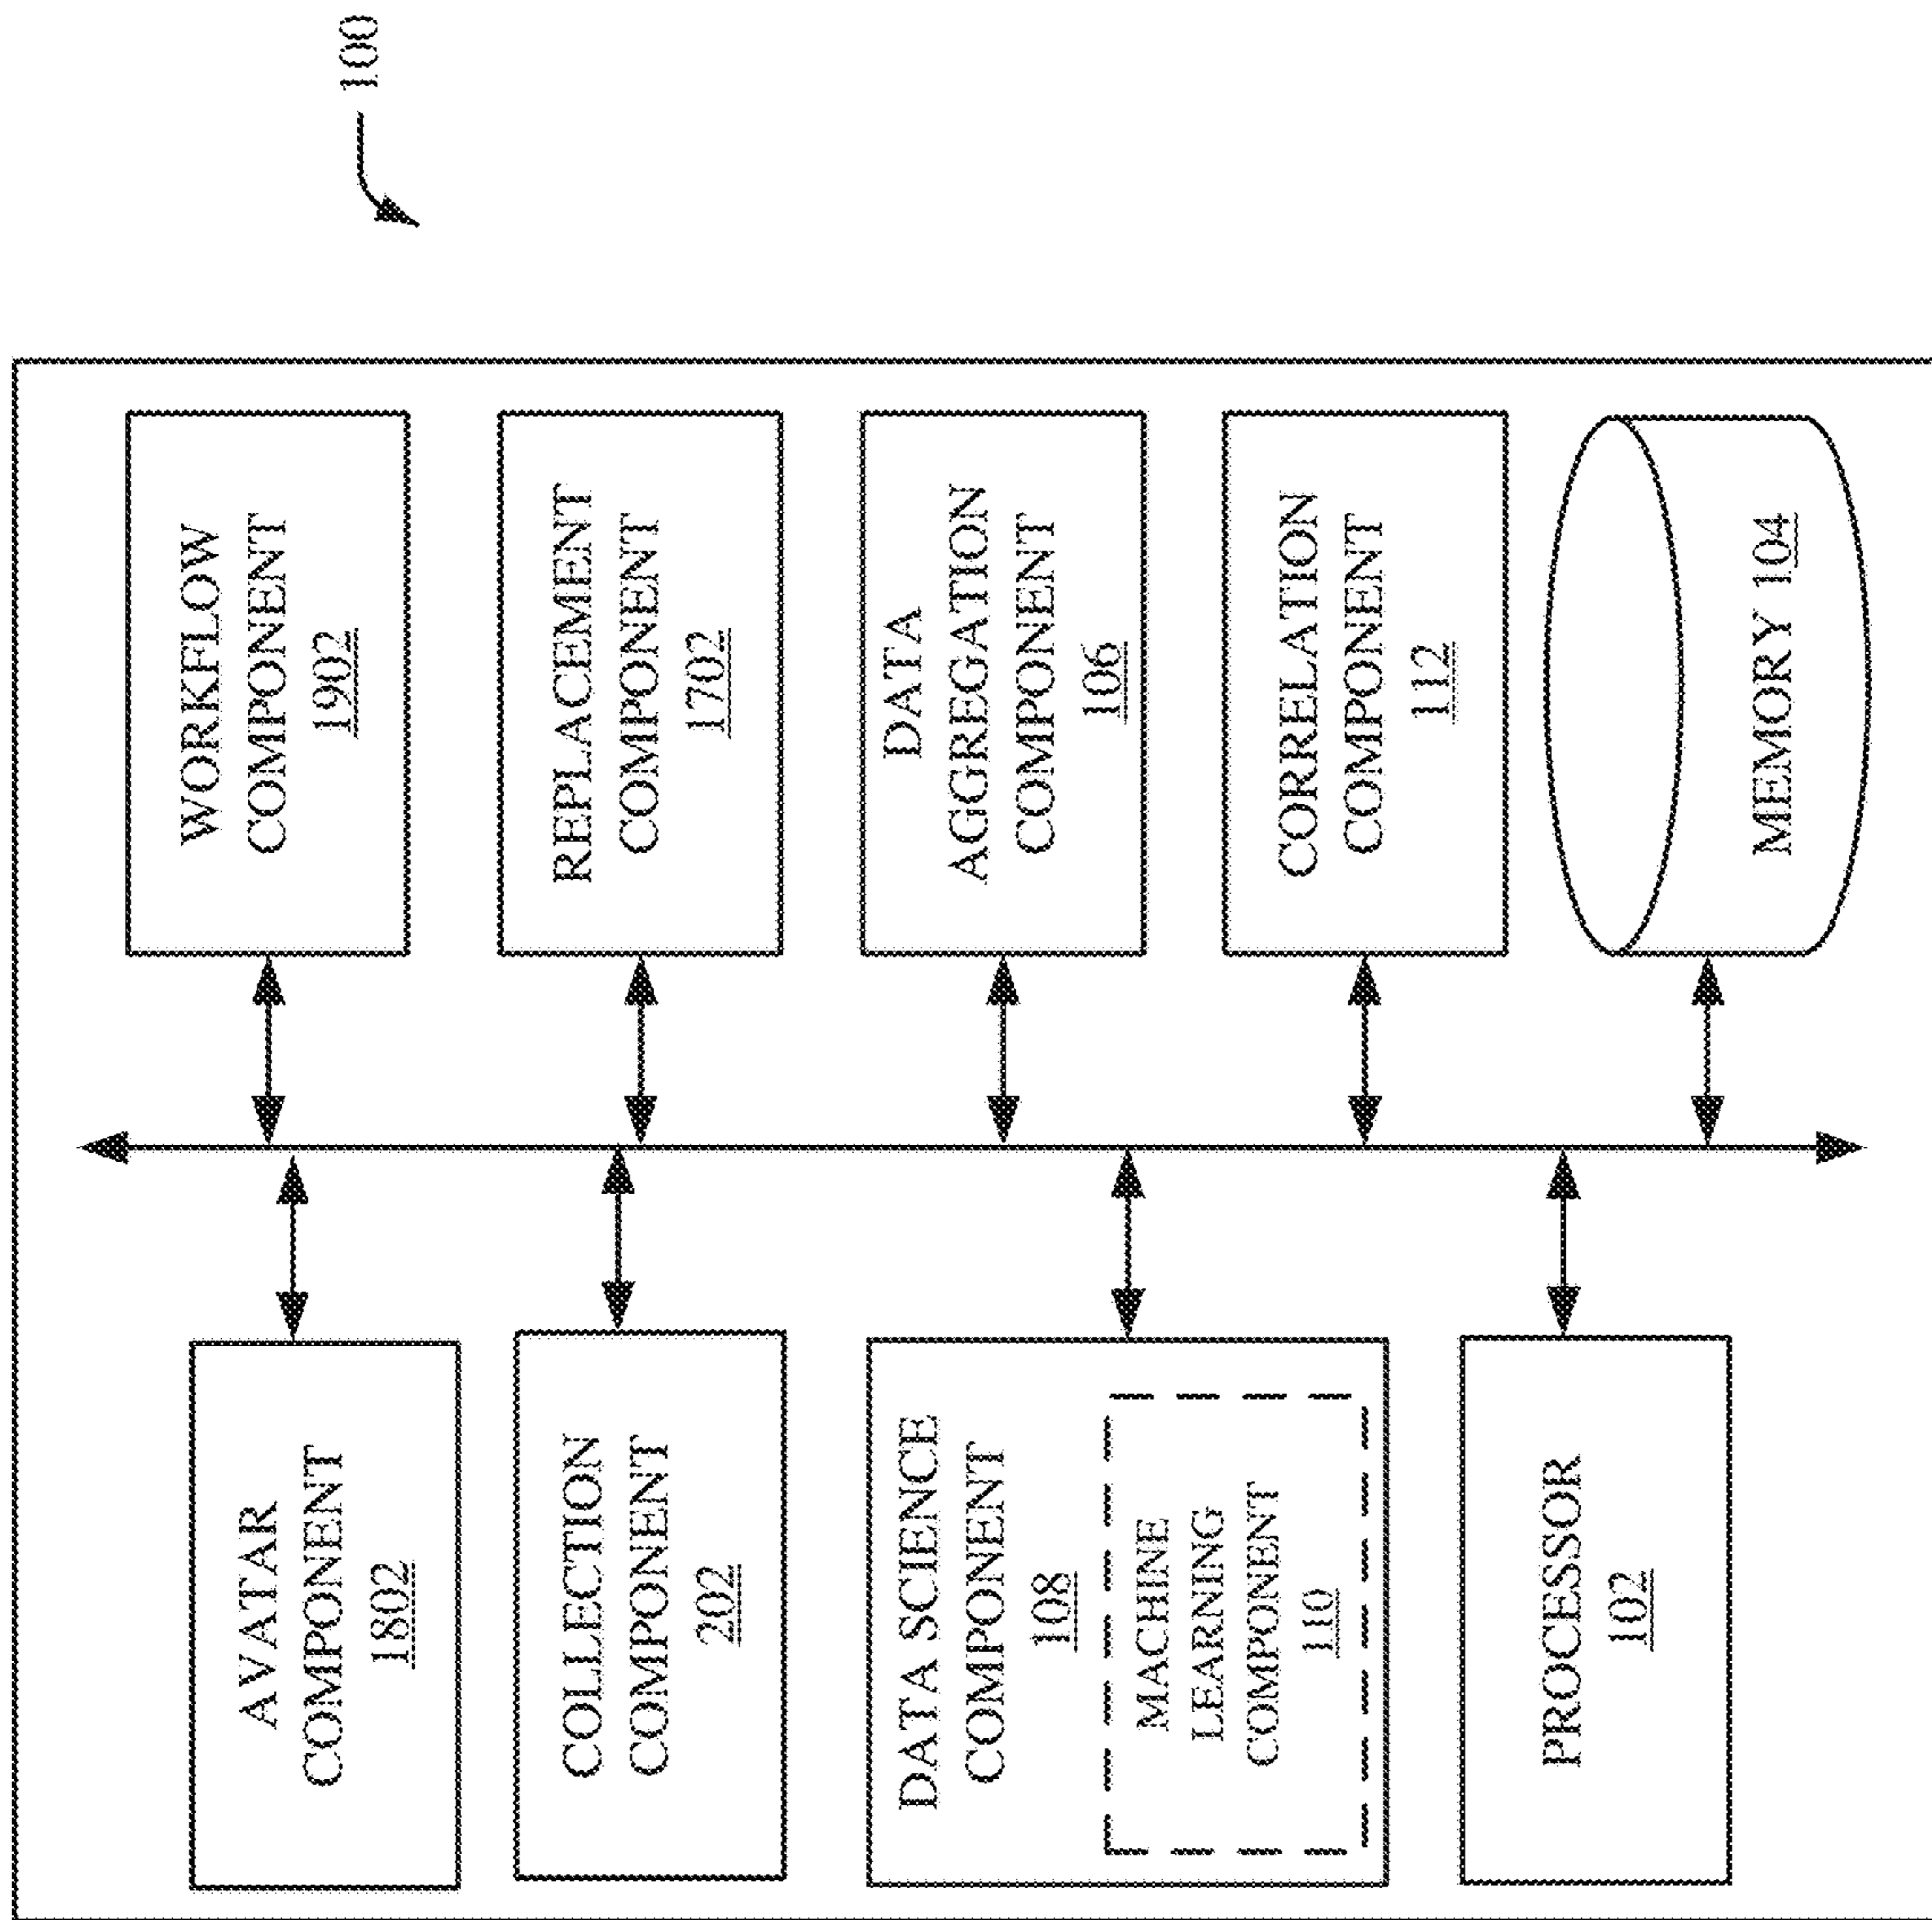 100
AVATAR
COMPONENT
1802
WORKFLOW
COMPONENT
1902
COLLECTION
COMPONENT
202
REPLACEMENT
COMPONENT
1702
DATA SCIENCE
COMPONENT
108
MACHINE
LEARNING
COMPONENT
110
DATA
AGGREGATION
COMPONENT
106
CORRELATION
COMPONENT
112
PROCESSOR
102
MEMORY 104